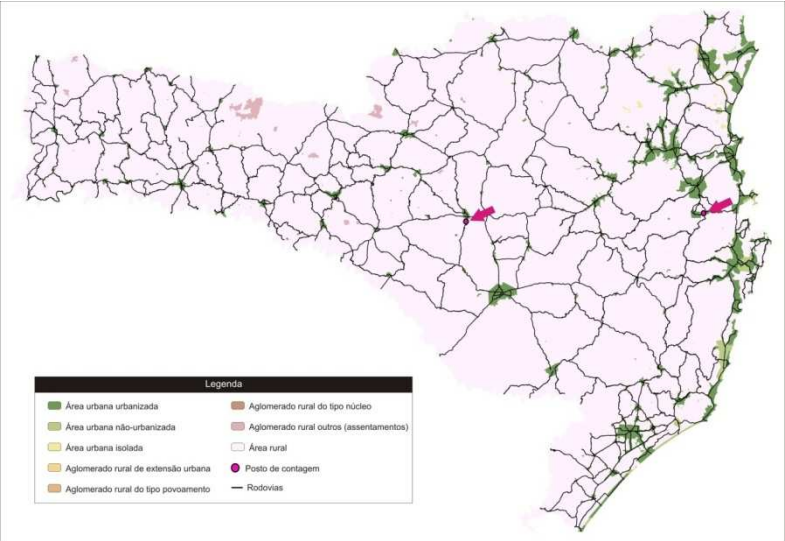 Legenda
Área urbana urbanizada
Área urbana não-urbanizada
Área urbana isolada
Aglomerado rural de extensão urbana
Aglomerado rural do tipo povoamento
Aglomerado rural do tipo núcleo
Aglomerado rural outros (assentamentos)
Área rural
Posto de contagem
Rodovias